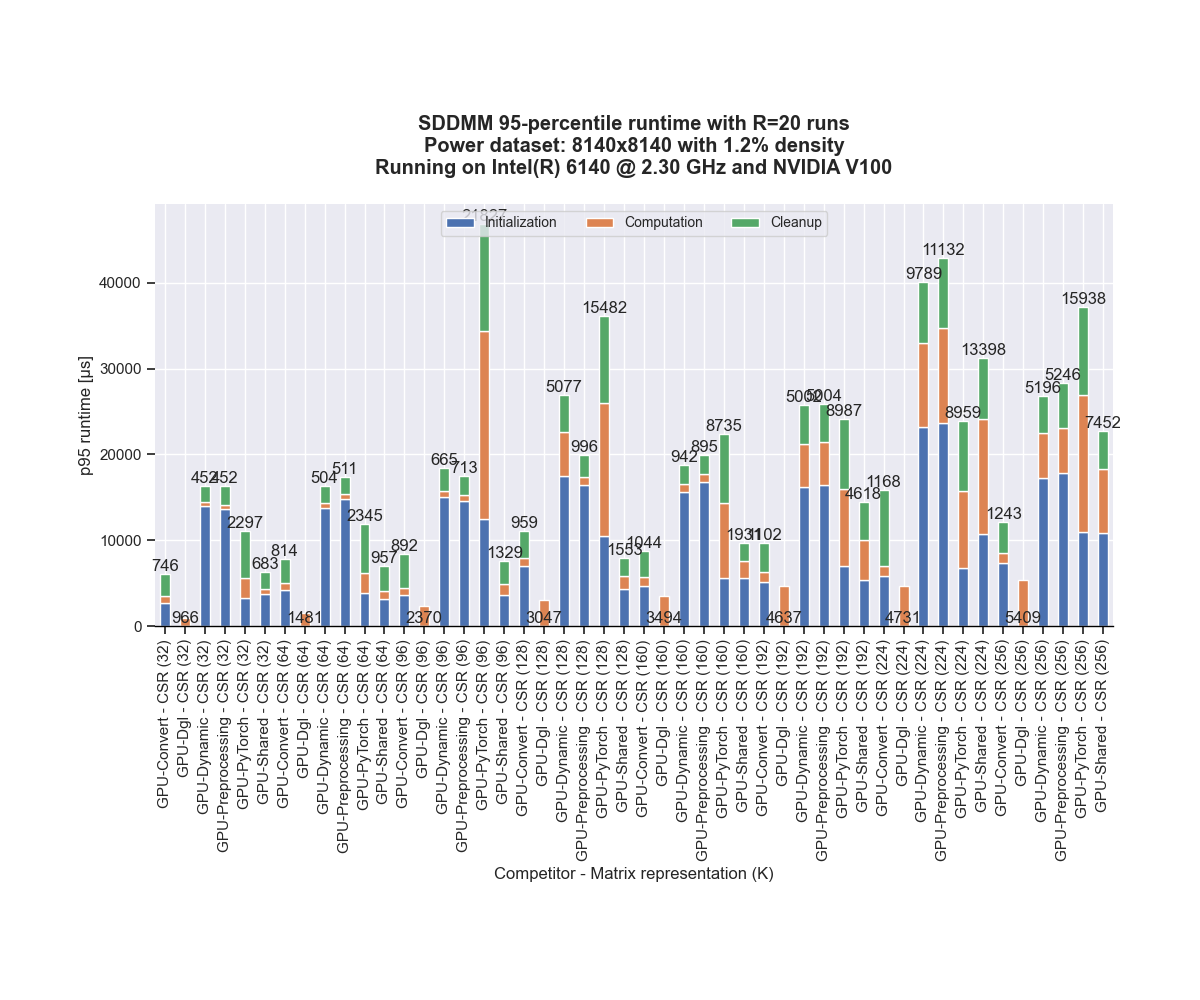 SDDMM 95-percentile runtime with R=20 runs
Power dataset: 8140x8140 with 1.2% density
Running on Intel(R) 6140 @ 2.30 GHz and NVIDIA V100
Initialization
Computation
Cleanup
p95 runtime [µs]
40000
30000
20000
10000
0
746
966
452
452
2297
683
814
1481
504
511
2345
957
892
2370
665
713
1329
959
3047
5077
996
15482
1553
1044
3494
942
895
8735
1931
1102
4637
5002
5004
8987
4618
1168
4731
9789
11132
8959
13398
1243
5409
5196
5246
15938
7452
GPU-Convert - CSR (32)
GPU-Dgl - CSR (32)
GPU-Dynamic - CSR (32)
GPU-Preprocessing - CSR (32)
GPU-PyTorch - CSR (32)
GPU-Shared - CSR (32)
GPU-Convert - CSR (64)
GPU-Dgl - CSR (64)
GPU-Dynamic - CSR (64)
GPU-Preprocessing - CSR (64)
GPU-PyTorch - CSR (64)
GPU-Shared - CSR (64)
GPU-Convert - CSR (96)
GPU-Dgl - CSR (96)
GPU-Dynamic - CSR (96)
GPU-Preprocessing - CSR (96)
GPU-PyTorch - CSR (96)
GPU-Shared - CSR (96)
GPU-Convert - CSR (128)
GPU-Dgl - CSR (128)
GPU-Dynamic - CSR (128)
GPU-Preprocessing - CSR (128)
GPU-PyTorch - CSR (128)
GPU-Shared - CSR (128)
GPU-Convert - CSR (160)
GPU-Dgl - CSR (160)
GPU-Dynamic - CSR (160)
GPU-Preprocessing - CSR (160)
GPU-PyTorch - CSR (160)
GPU-Shared - CSR (160)
GPU-Convert - CSR (192)
GPU-Dgl - CSR (192)
GPU-Dynamic - CSR (192)
GPU-Preprocessing - CSR (192)
GPU-PyTorch - CSR (192)
GPU-Shared - CSR (192)
GPU-Convert - CSR (224)
GPU-Dgl - CSR (224)
GPU-Dynamic - CSR (224)
GPU-Preprocessing - CSR (224)
GPU-PyTorch - CSR (224)
GPU-Shared - CSR (224)
GPU-Convert - CSR (256)
GPU-Dgl - CSR (256)
GPU-Dynamic - CSR (256)
GPU-Preprocessing - CSR (256)
GPU-PyTorch - CSR (256)
GPU-Shared - CSR (256)
Competitor - Matrix representation (K)